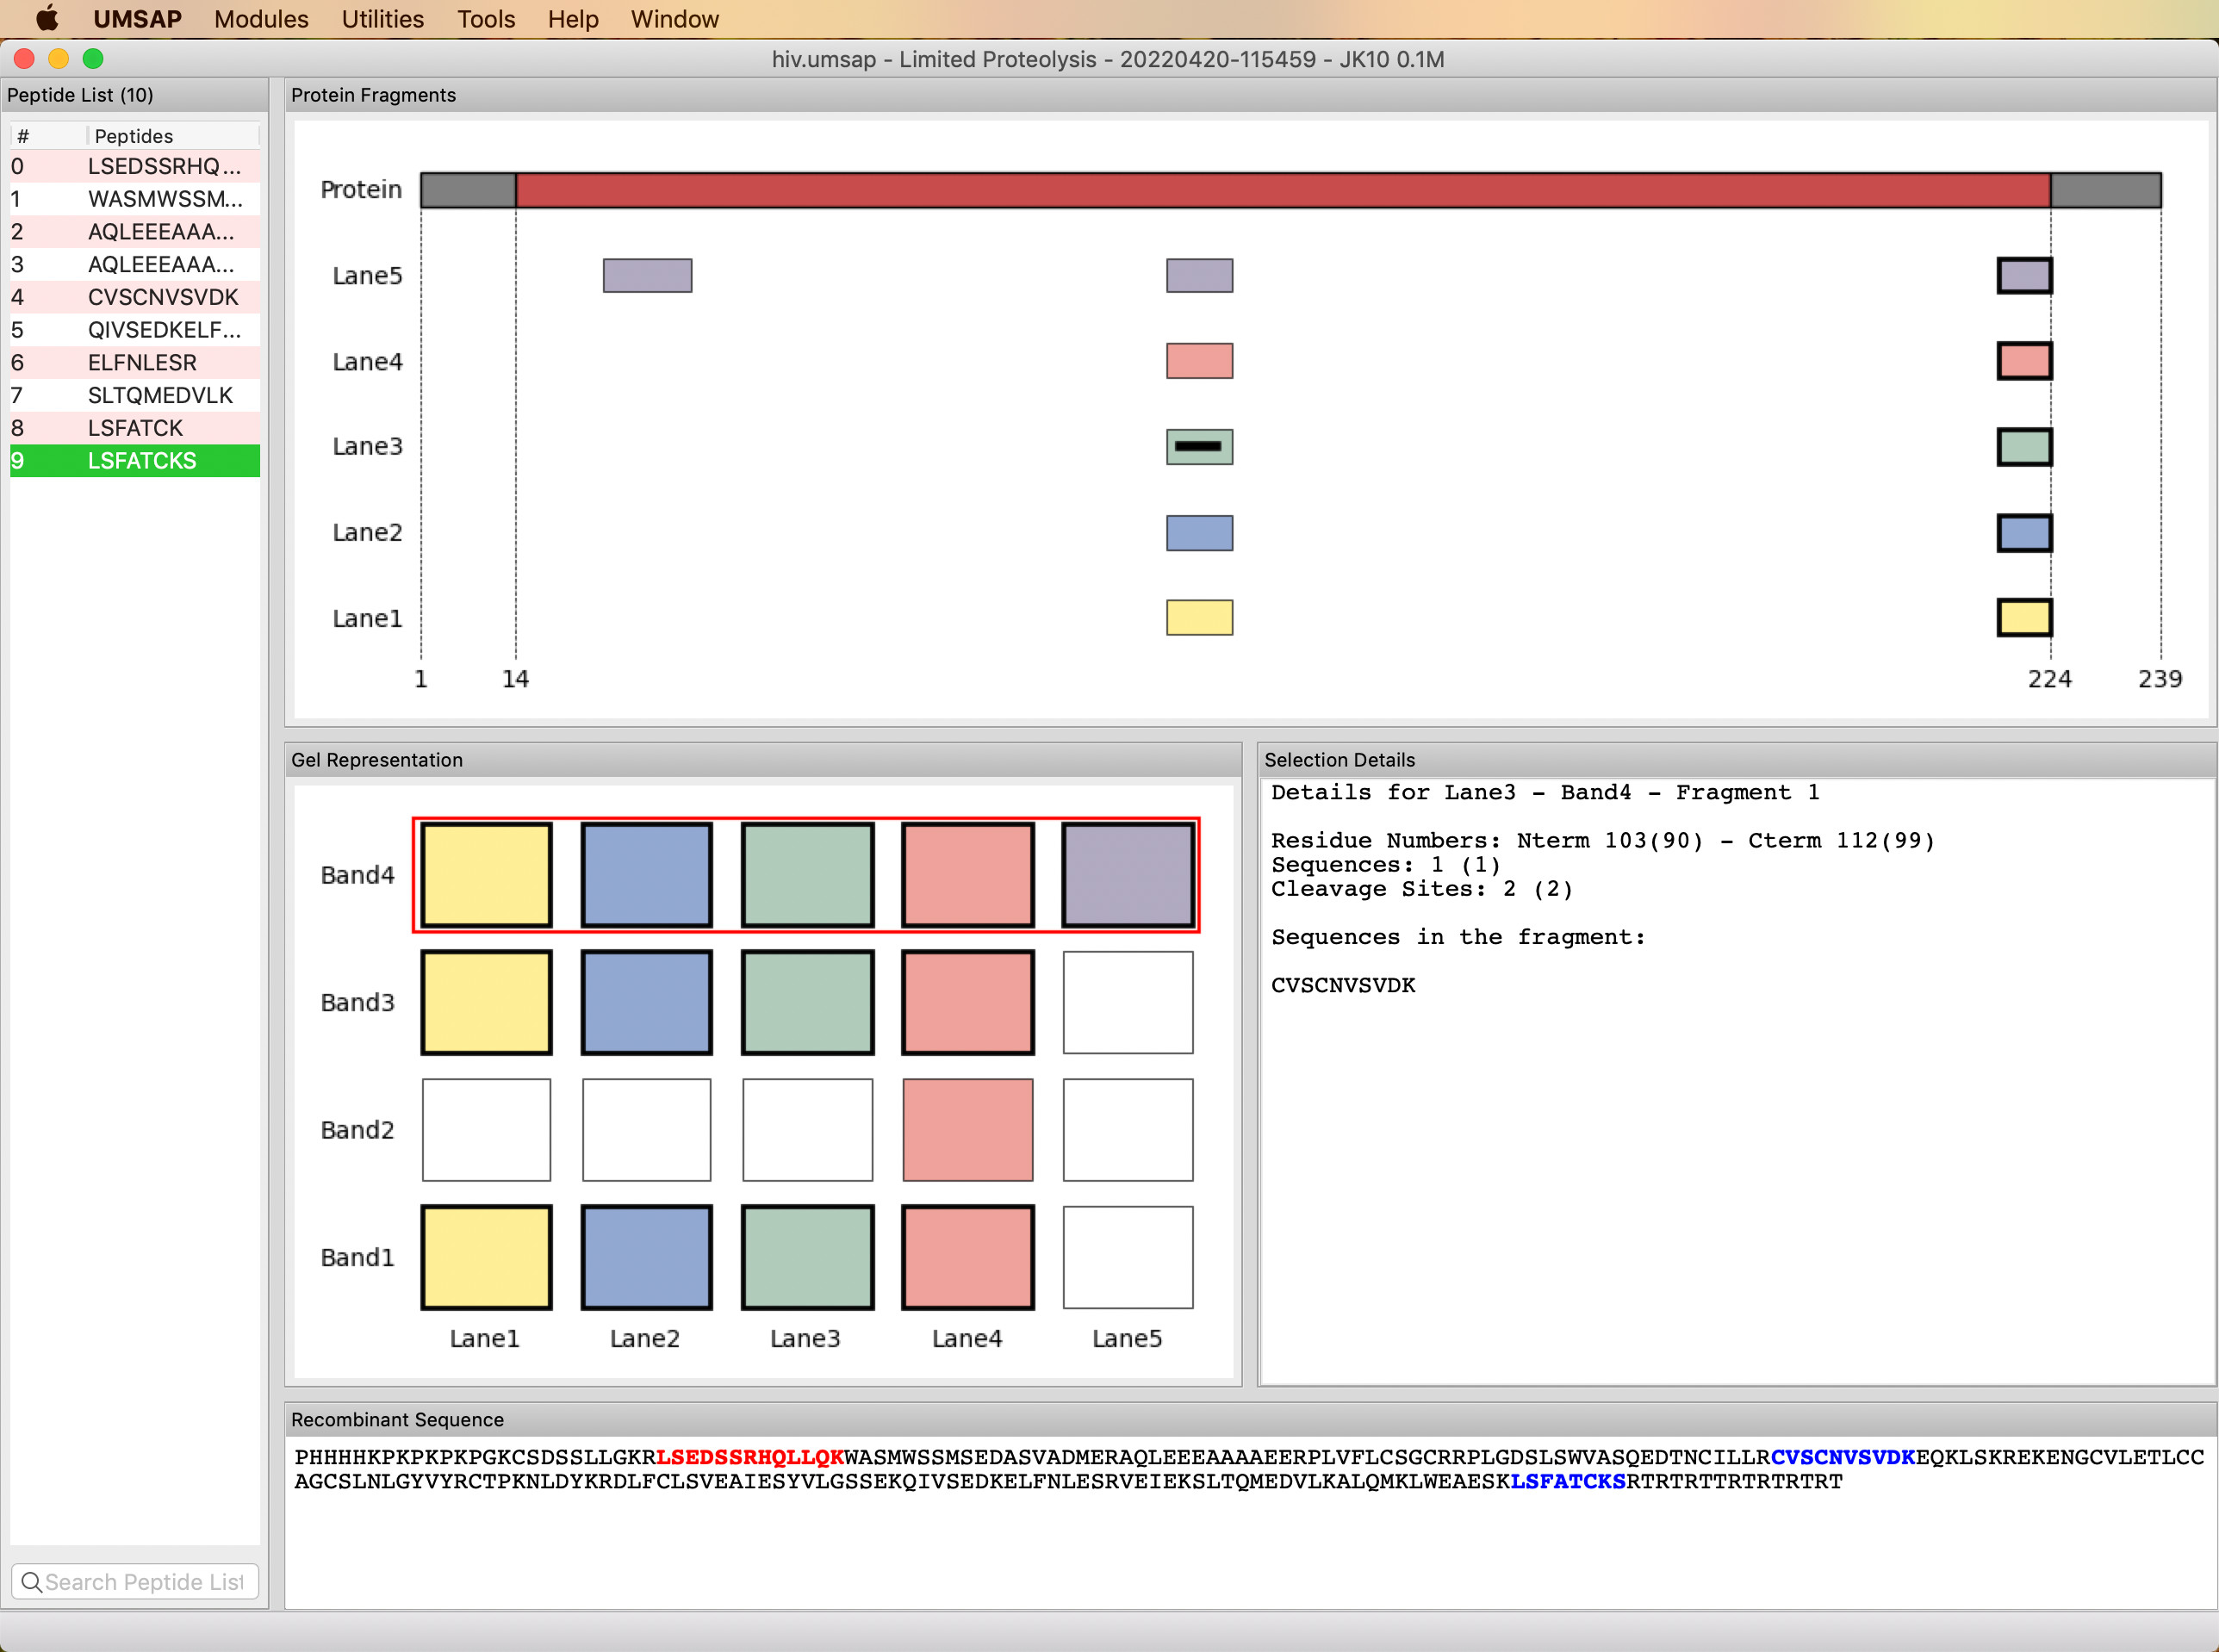 UMSAP Modules Utilities Tools Help Window
hiv.umsap - Limited Proteolysis - 20220420-115459 - JK10 0.1M
Peptide List (10)
# Peptides
0 LSEDSSRHQ...
1 WASMWSSM...
2 AQLEEEAAA...
3 AQLEEEAAA...
4 CVSCNVSVDK
5 QIVSEDKELF...
6 ELFNLESR
7 SLTQMEDVLK
8 LSFATCK
9 LSFATCKS
Search Peptide List
Protein Fragments
Protein
Lane5
Lane4
Lane3
Lane2
Lane1
1 14 224 239
Gel Representation
Band4
Band3
Band2
Band1
Lane1 Lane2 Lane3 Lane4 Lane5
Selection Details
Details for Lane3 - Band4 - Fragment 1
Residue Numbers: Nterm 103(90) - Cterm 112(99)
Sequences: 1 (1)
Cleavage Sites: 2 (2)
Sequences in the fragment:
CVSCNVSVDK
Recombinant Sequence
PHHHHKPKPKPKPGKCSDSSLLGKRLSEDSSRHQLLQKWASMWSSMSEDASVADMERAQLEEEAAAAEERPLVFLCSGCRRPLGDSLSWVASQEDTNCILLRCVSCNVSVDKEQKLSKREKENGCVLETLCC
AGCSLNLGYVYRCTPKNLDYKRDLFCLSVEAIESYVLGSSEKQIVSEDKELFNLESRVEIEKSLTQMEDVLKALQMKLWEAESKLSFATCKSRTRTRTTRTRTRTRT